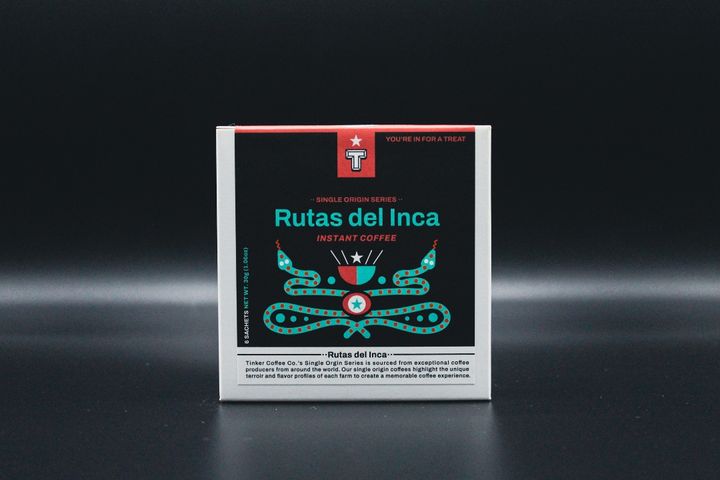 T
YOU'RE IN FOR A TREAT
SINGLE ORIGIN SERIES
Rutas del Inca
INSTANT COFFEE
6 SACHETS NET WT. 30g (1.06oz)
Rutas del Inca
Tinker Coffee Co.'s Single Orgin Series is sourced from exceptional coffee
producers from around the world. Our single origin coffees highlight the unique
terroir and flavor profiles of each farm to create a memorable coffee experience.